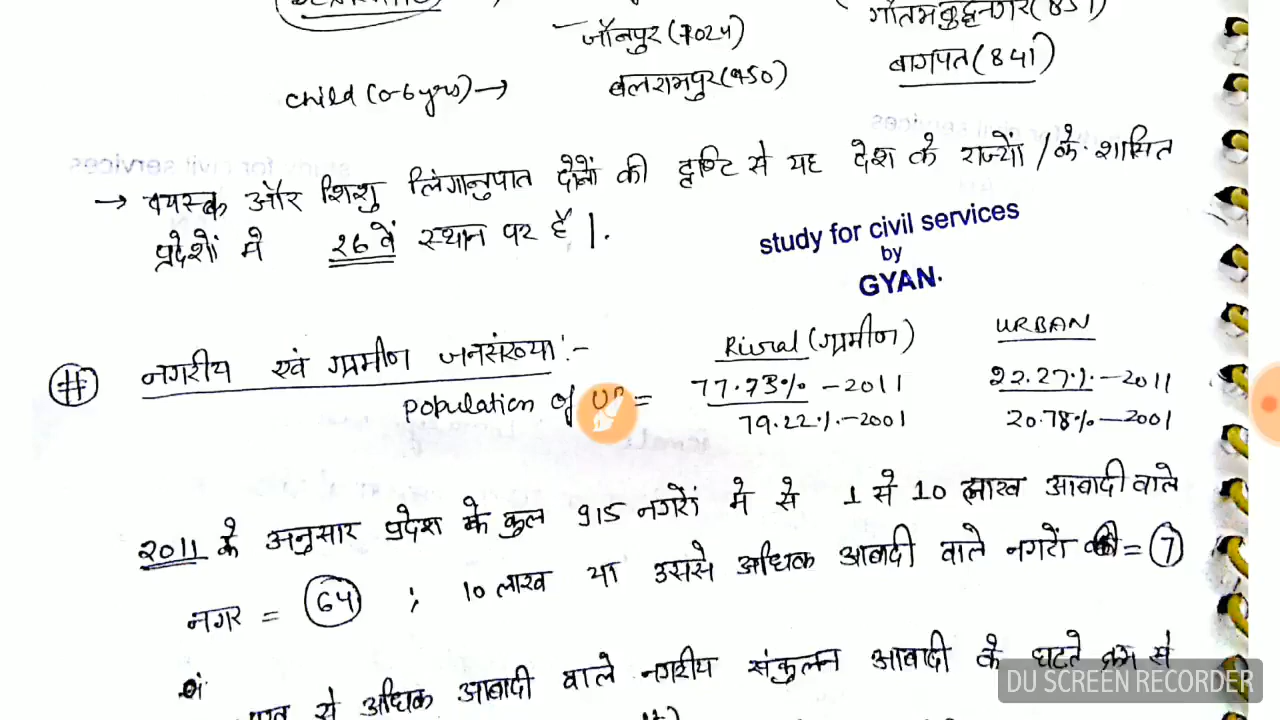 जौनपुर (1024)
गौतमबुद्धनगर (851)
child (0-6 yrs) →
बलरामपुर (950)
बागपत (841)
→ वयस्क और शिशु लिंगानुपात दोनों की दृष्टि से यह देश के राज्यों / के. शासित
प्रदेशों मे 26 वें स्थान पर है |.
study for civil services
by
GYAN.
# नगरीय एवं ग्रामीण जनसंख्या :-
Rural (ग्रामीण)
URBAN
population of =
77.73% - 2011
22.27% - 2011
79.22% - 2001
20.78% - 2001
2011 के अनुसार प्रदेश के कुल 915 नगरों मे से 1 से 10 लाख आबादी वाले
नगर = 64 ; 10 लाख या उससे अधिक आबादी वाले नगरों = 7
से अधिक आबादी वाले नगरीय संकुलन आबादी के घटते क्रम से
DU SCREEN RECORDER